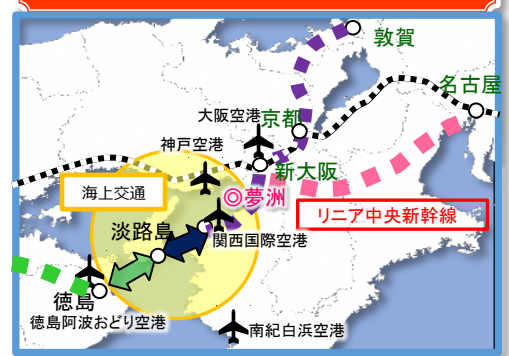 敦賀
名古屋
大阪空港
京都
神戸空港
新大阪
海上交通
◎夢洲
リニア中央新幹線
淡路島
関西国際空港
徳島
徳島阿波おどり空港
南紀白浜空港